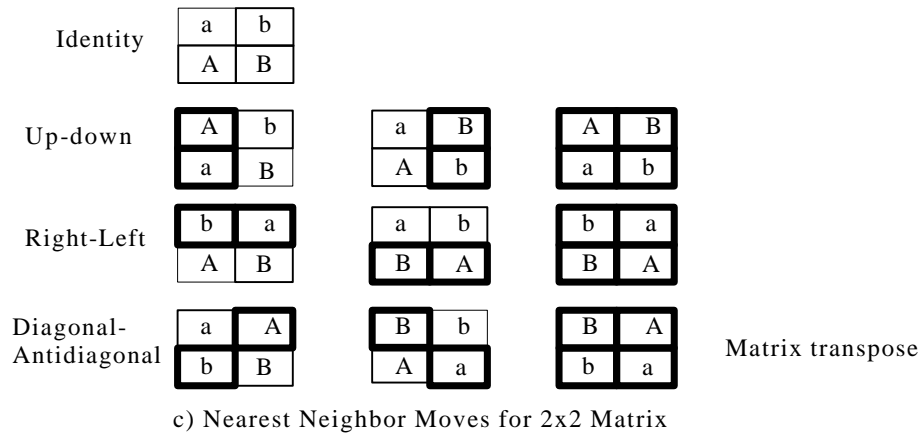 Identity
a b
A B
Up-down
A b a B A B
a B A b a b
Right-Left
b a a b b a
A B B A B A
Diagonal-
Antidiagonal
a A B b B A
b B A a b a
Matrix transpose
c) Nearest Neighbor Moves for 2x2 Matrix